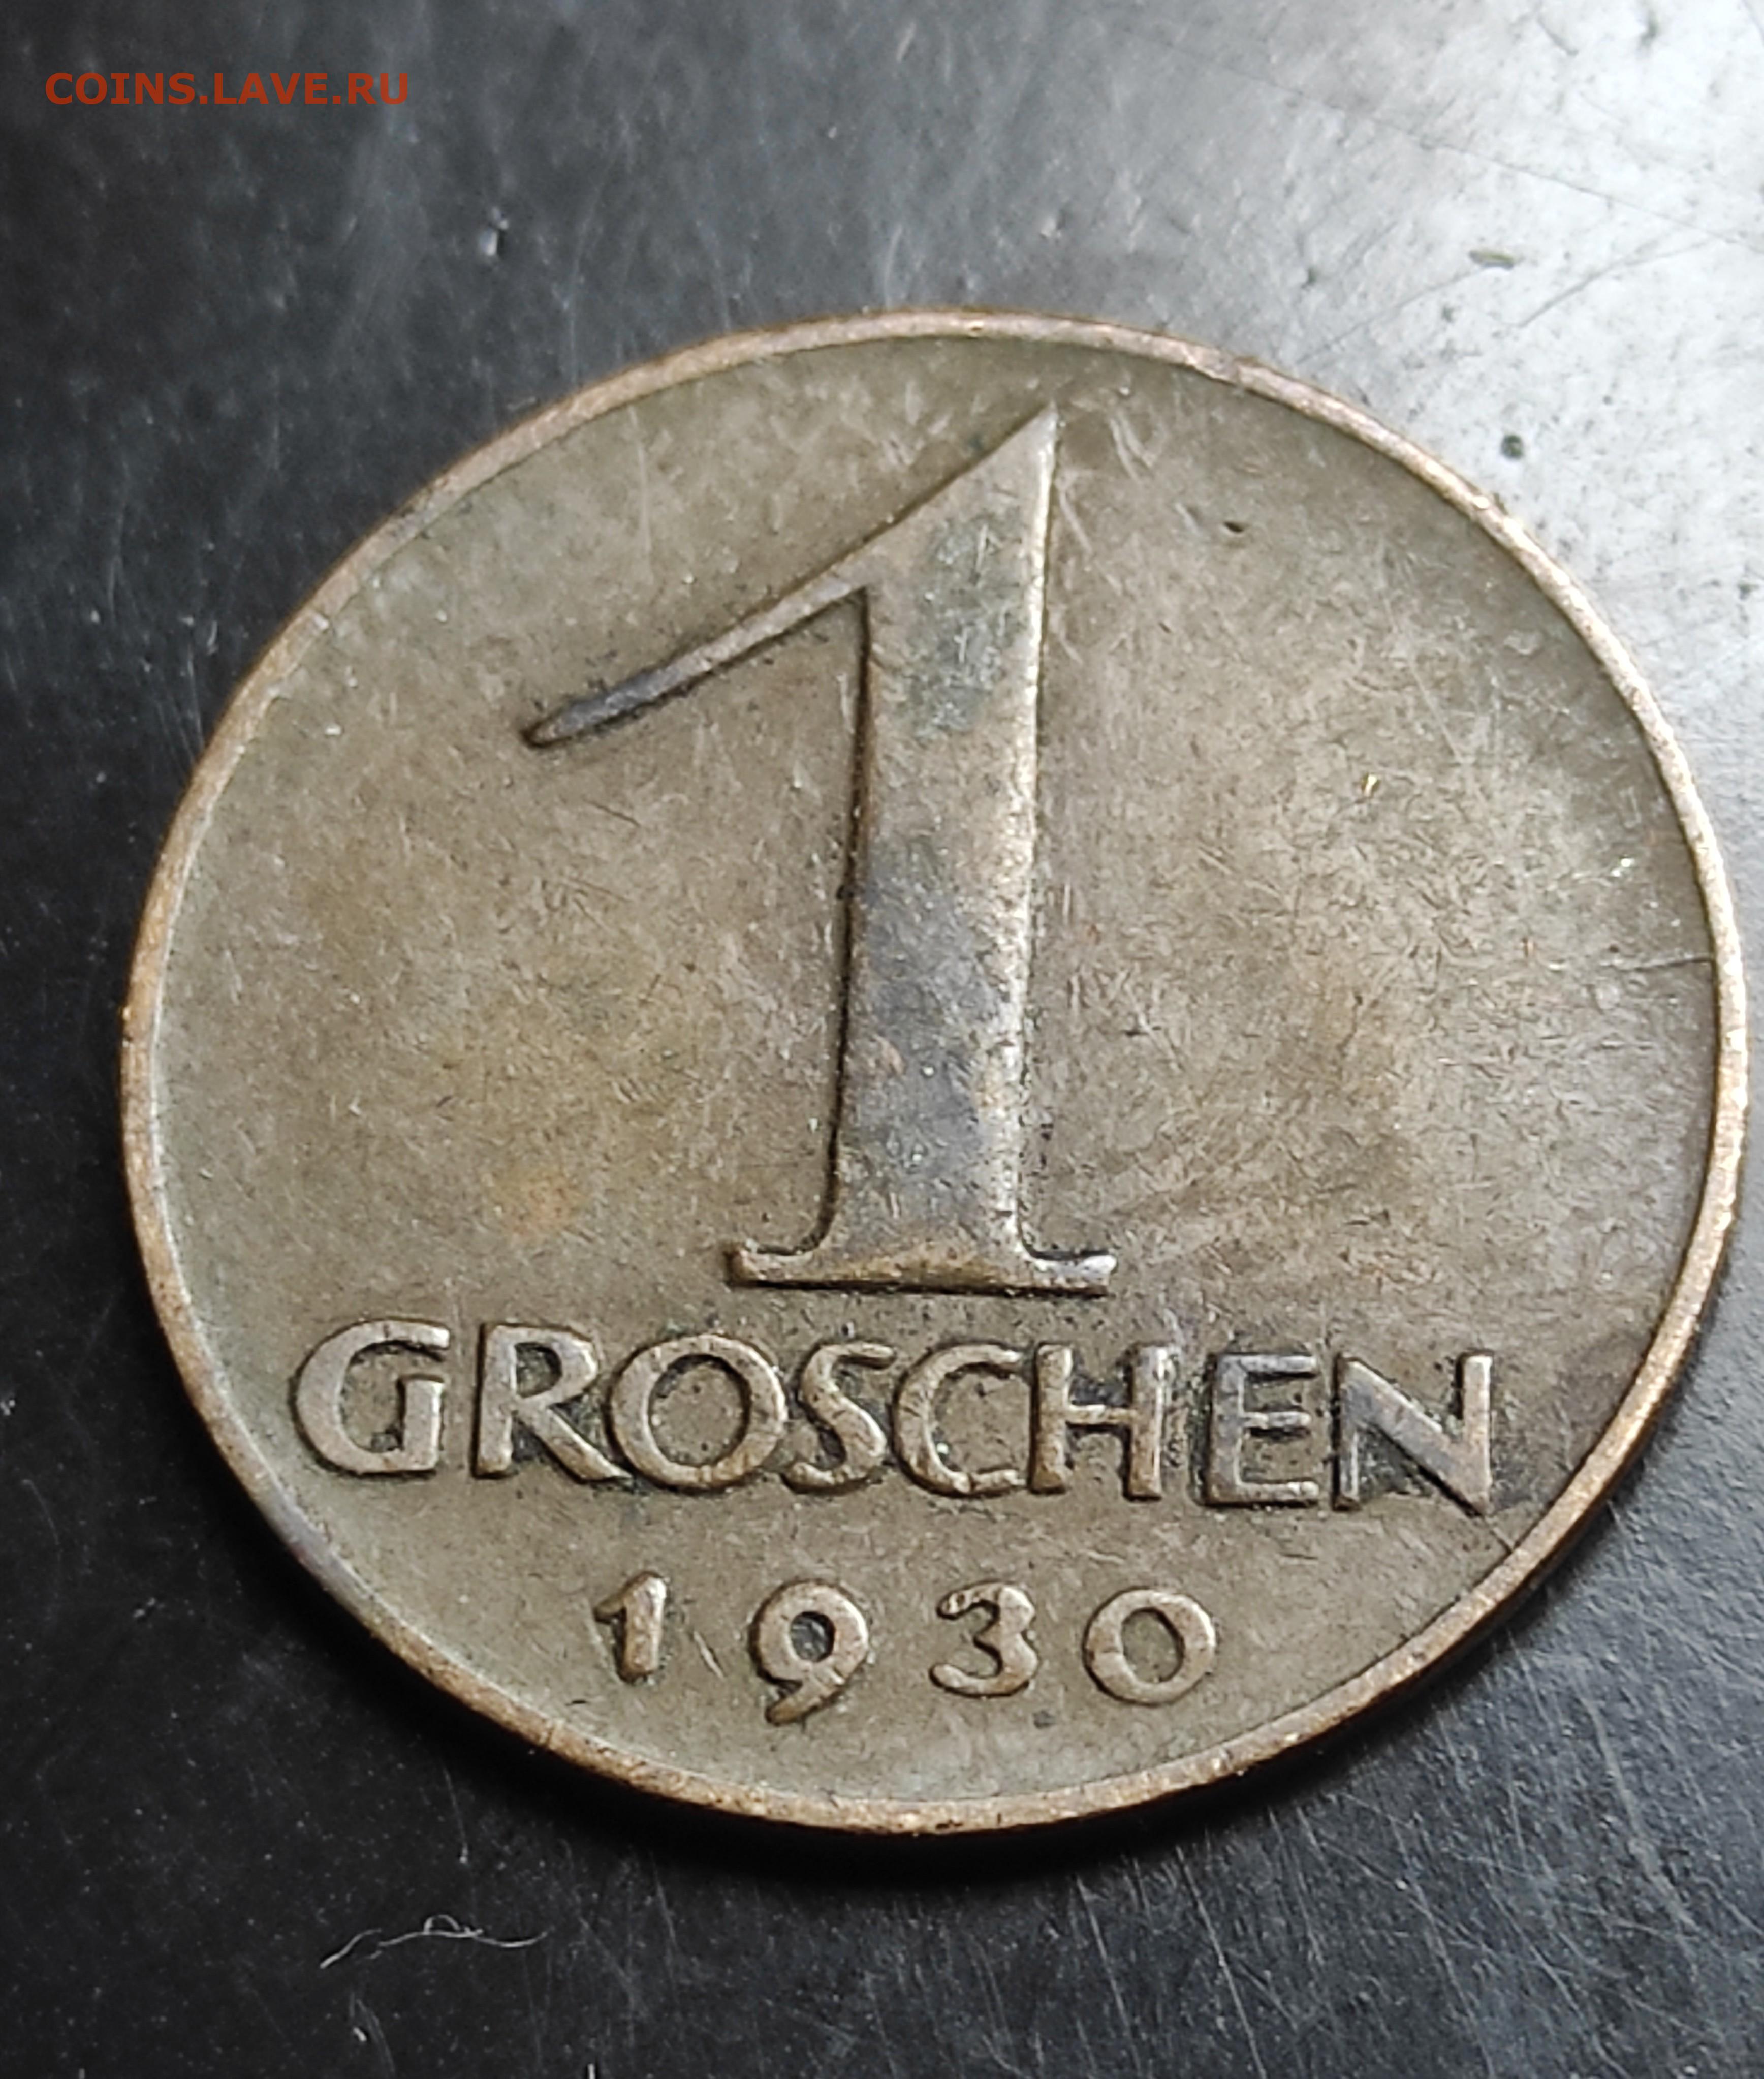 COINS.LAVE.RU
1
GROSCHEN
1930